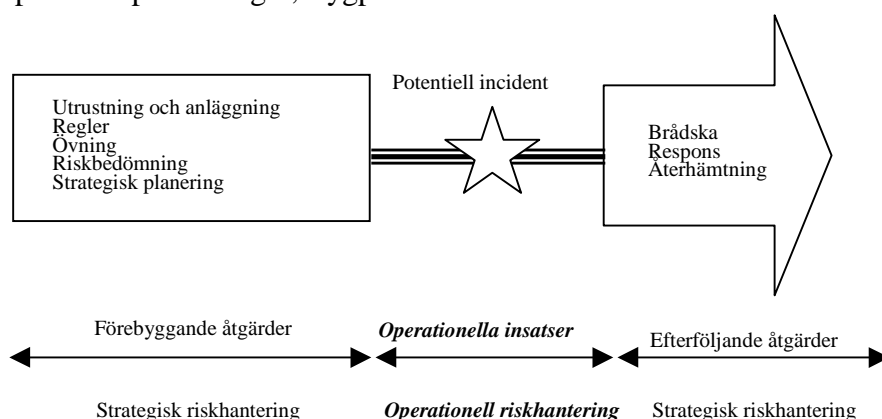 Potentiell incident
Utrustning och anläggning
Regler
Övning
Riskbedömning
Strategisk planering
Brådska
Respons
Återhämtning
Förebyggande åtgärder
Operationella insatser
Efterföljande åtgärder
Strategisk riskhantering
Operationell riskhantering
Strategisk riskhantering